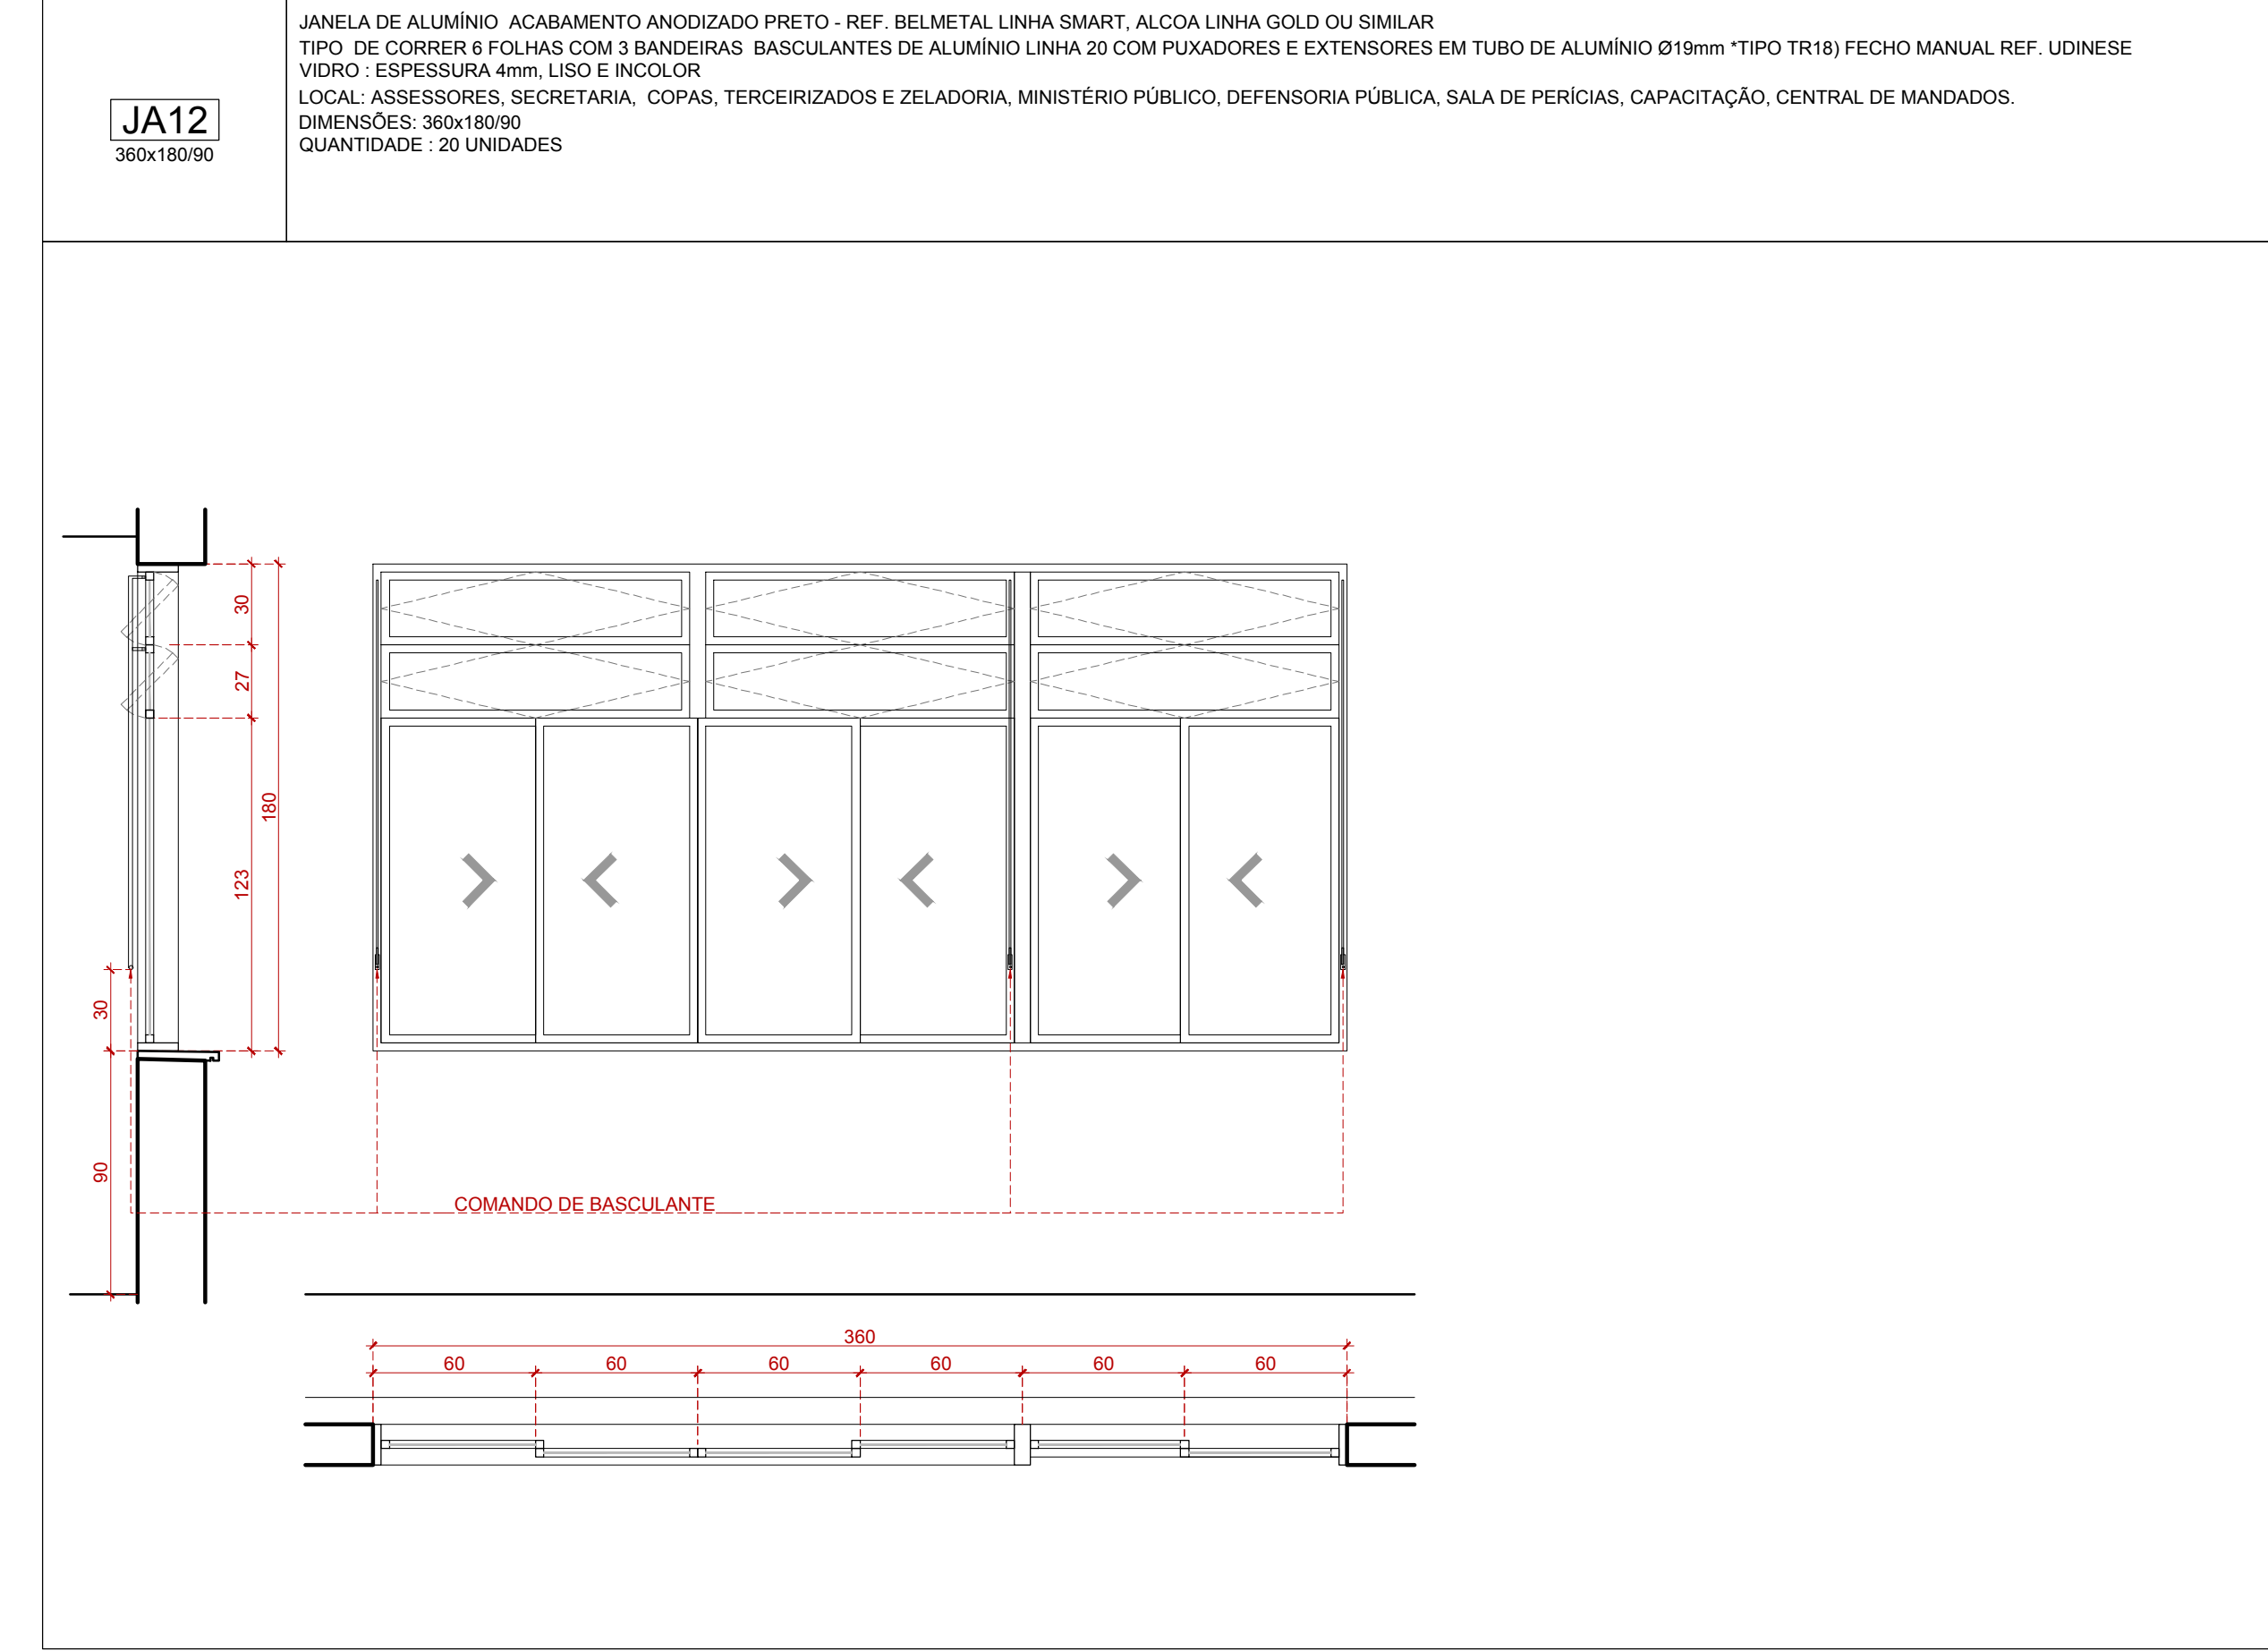 JA12
360x180/90
JANELA DE ALUMÍNIO ACABAMENTO ANODIZADO PRETO - REF. BELMETAL LINHA SMART, ALCOA LINHA GOLD OU SIMILAR
TIPO DE CORRER 6 FOLHAS COM 3 BANDEIRAS BASCULANTES DE ALUMÍNIO LINHA 20 COM PUXADORES E EXTENSORES EM TUBO DE ALUMÍNIO Ø19mm *TIPO TR18) FECHO MANUAL REF. UDINESE
VIDRO : ESPESSURA 4mm, LISO E INCOLOR
LOCAL: ASSESSORES, SECRETARIA, COPAS, TERCEIRIZADOS E ZELADORIA, MINISTÉRIO PÚBLICO, DEFENSORIA PÚBLICA, SALA DE PERÍCIAS, CAPACITAÇÃO, CENTRAL DE MANDADOS.
DIMENSÕES: 360x180/90
QUANTIDADE : 20 UNIDADES
30
27
180
123
30
90
COMANDO DE BASCULANTE
360
60 60 60 60 60 60